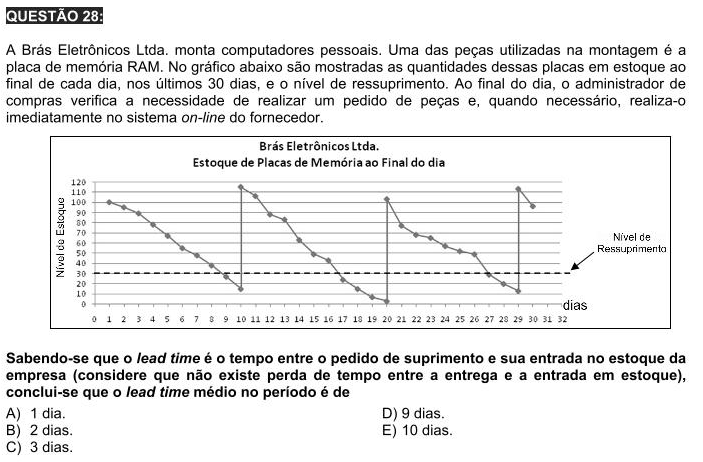 QUESTÃO 28:
A Brás Eletrônicos Ltda. monta computadores pessoais. Uma das peças utilizadas na montagem é a
placa de memória RAM. No gráfico abaixo são mostradas as quantidades dessas placas em estoque ao
final de cada dia, nos últimos 30 dias, e o nível de ressuprimento. Ao final do dia, o administrador de
compras verifica a necessidade de realizar um pedido de peças e, quando necessário, realiza-o
imediatamente no sistema on-line do fornecedor.
Brás Eletrônicos Ltda.
Estoque de Placas de Memória ao Final do dia
Nível de Estoque
120
110
100
90
80
70
60
50
40
30
20
10
0
Nível de
Ressuprimento
0 1 2 3 4 5 6 7 8 9 10 11 12 13 14 15 16 17 18 19 20 21 22 23 24 25 26 27 28 29 30 31 32
dias
Sabendo-se que o lead time é o tempo entre o pedido de suprimento e sua entrada no estoque da
empresa (considere que não existe perda de tempo entre a entrega e a entrada em estoque),
conclui-se que o lead time médio no período é de
A) 1 dia.
B) 2 dias.
C) 3 dias.
D) 9 dias.
E) 10 dias.